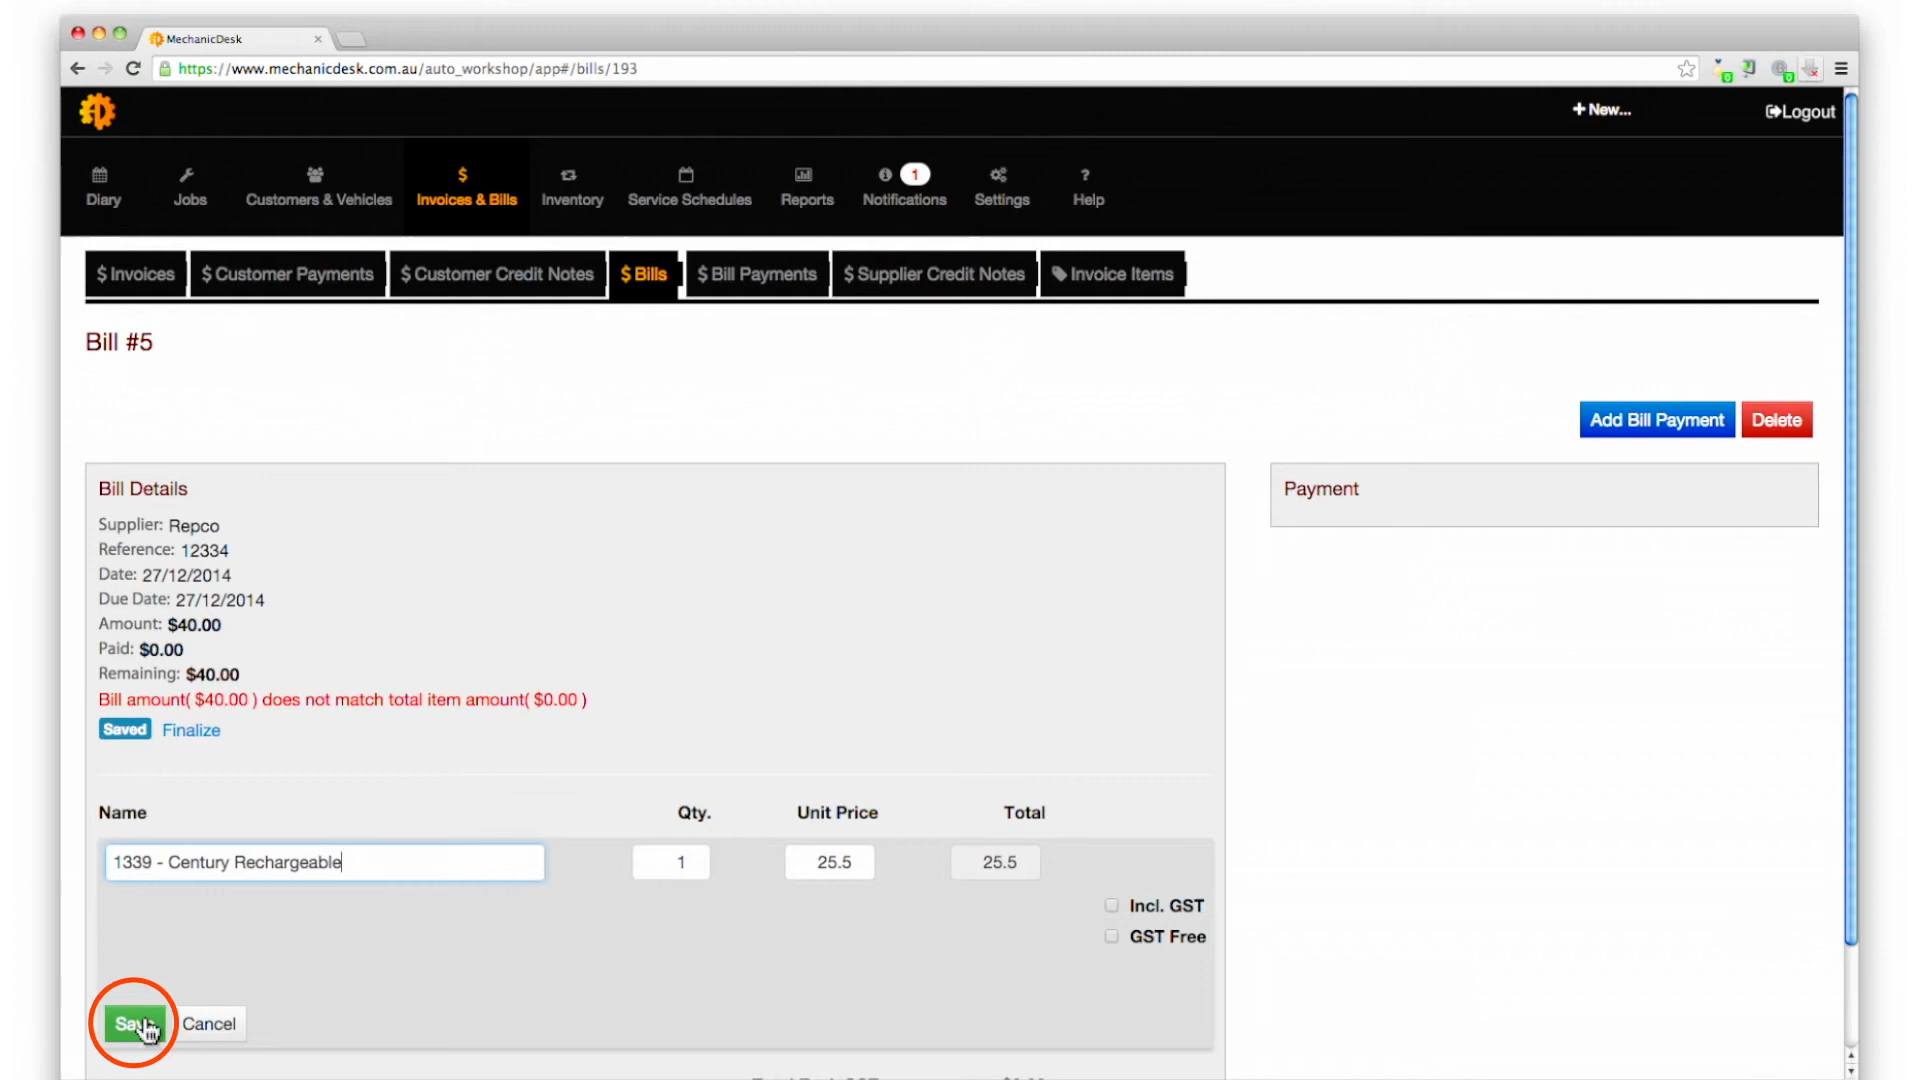 MechanicDesk
https://www.mechanicdesk.com.au/auto_workshop/app#/bills/193
+ New...
Logout
Diary
Jobs
Customers & Vehicles
$
Invoices & Bills
Inventory
Service Schedules
Reports
1
Notifications
Settings
?
Help
$ Invoices
$ Customer Payments
$ Customer Credit Notes
$ Bills
$ Bill Payments
$ Supplier Credit Notes
Invoice Items
Bill #5
Add Bill Payment
Delete
Bill Details
Supplier: Repco
Reference: 12334
Date: 27/12/2014
Due Date: 27/12/2014
Amount: $40.00
Paid: $0.00
Remaining: $40.00
Bill amount( $40.00 ) does not match total item amount( $0.00 )
Saved Finalize
Payment
Name Qty. Unit Price Total
1339 - Century Rechargeable 1 25.5 25.5
Incl. GST
GST Free
Cancel